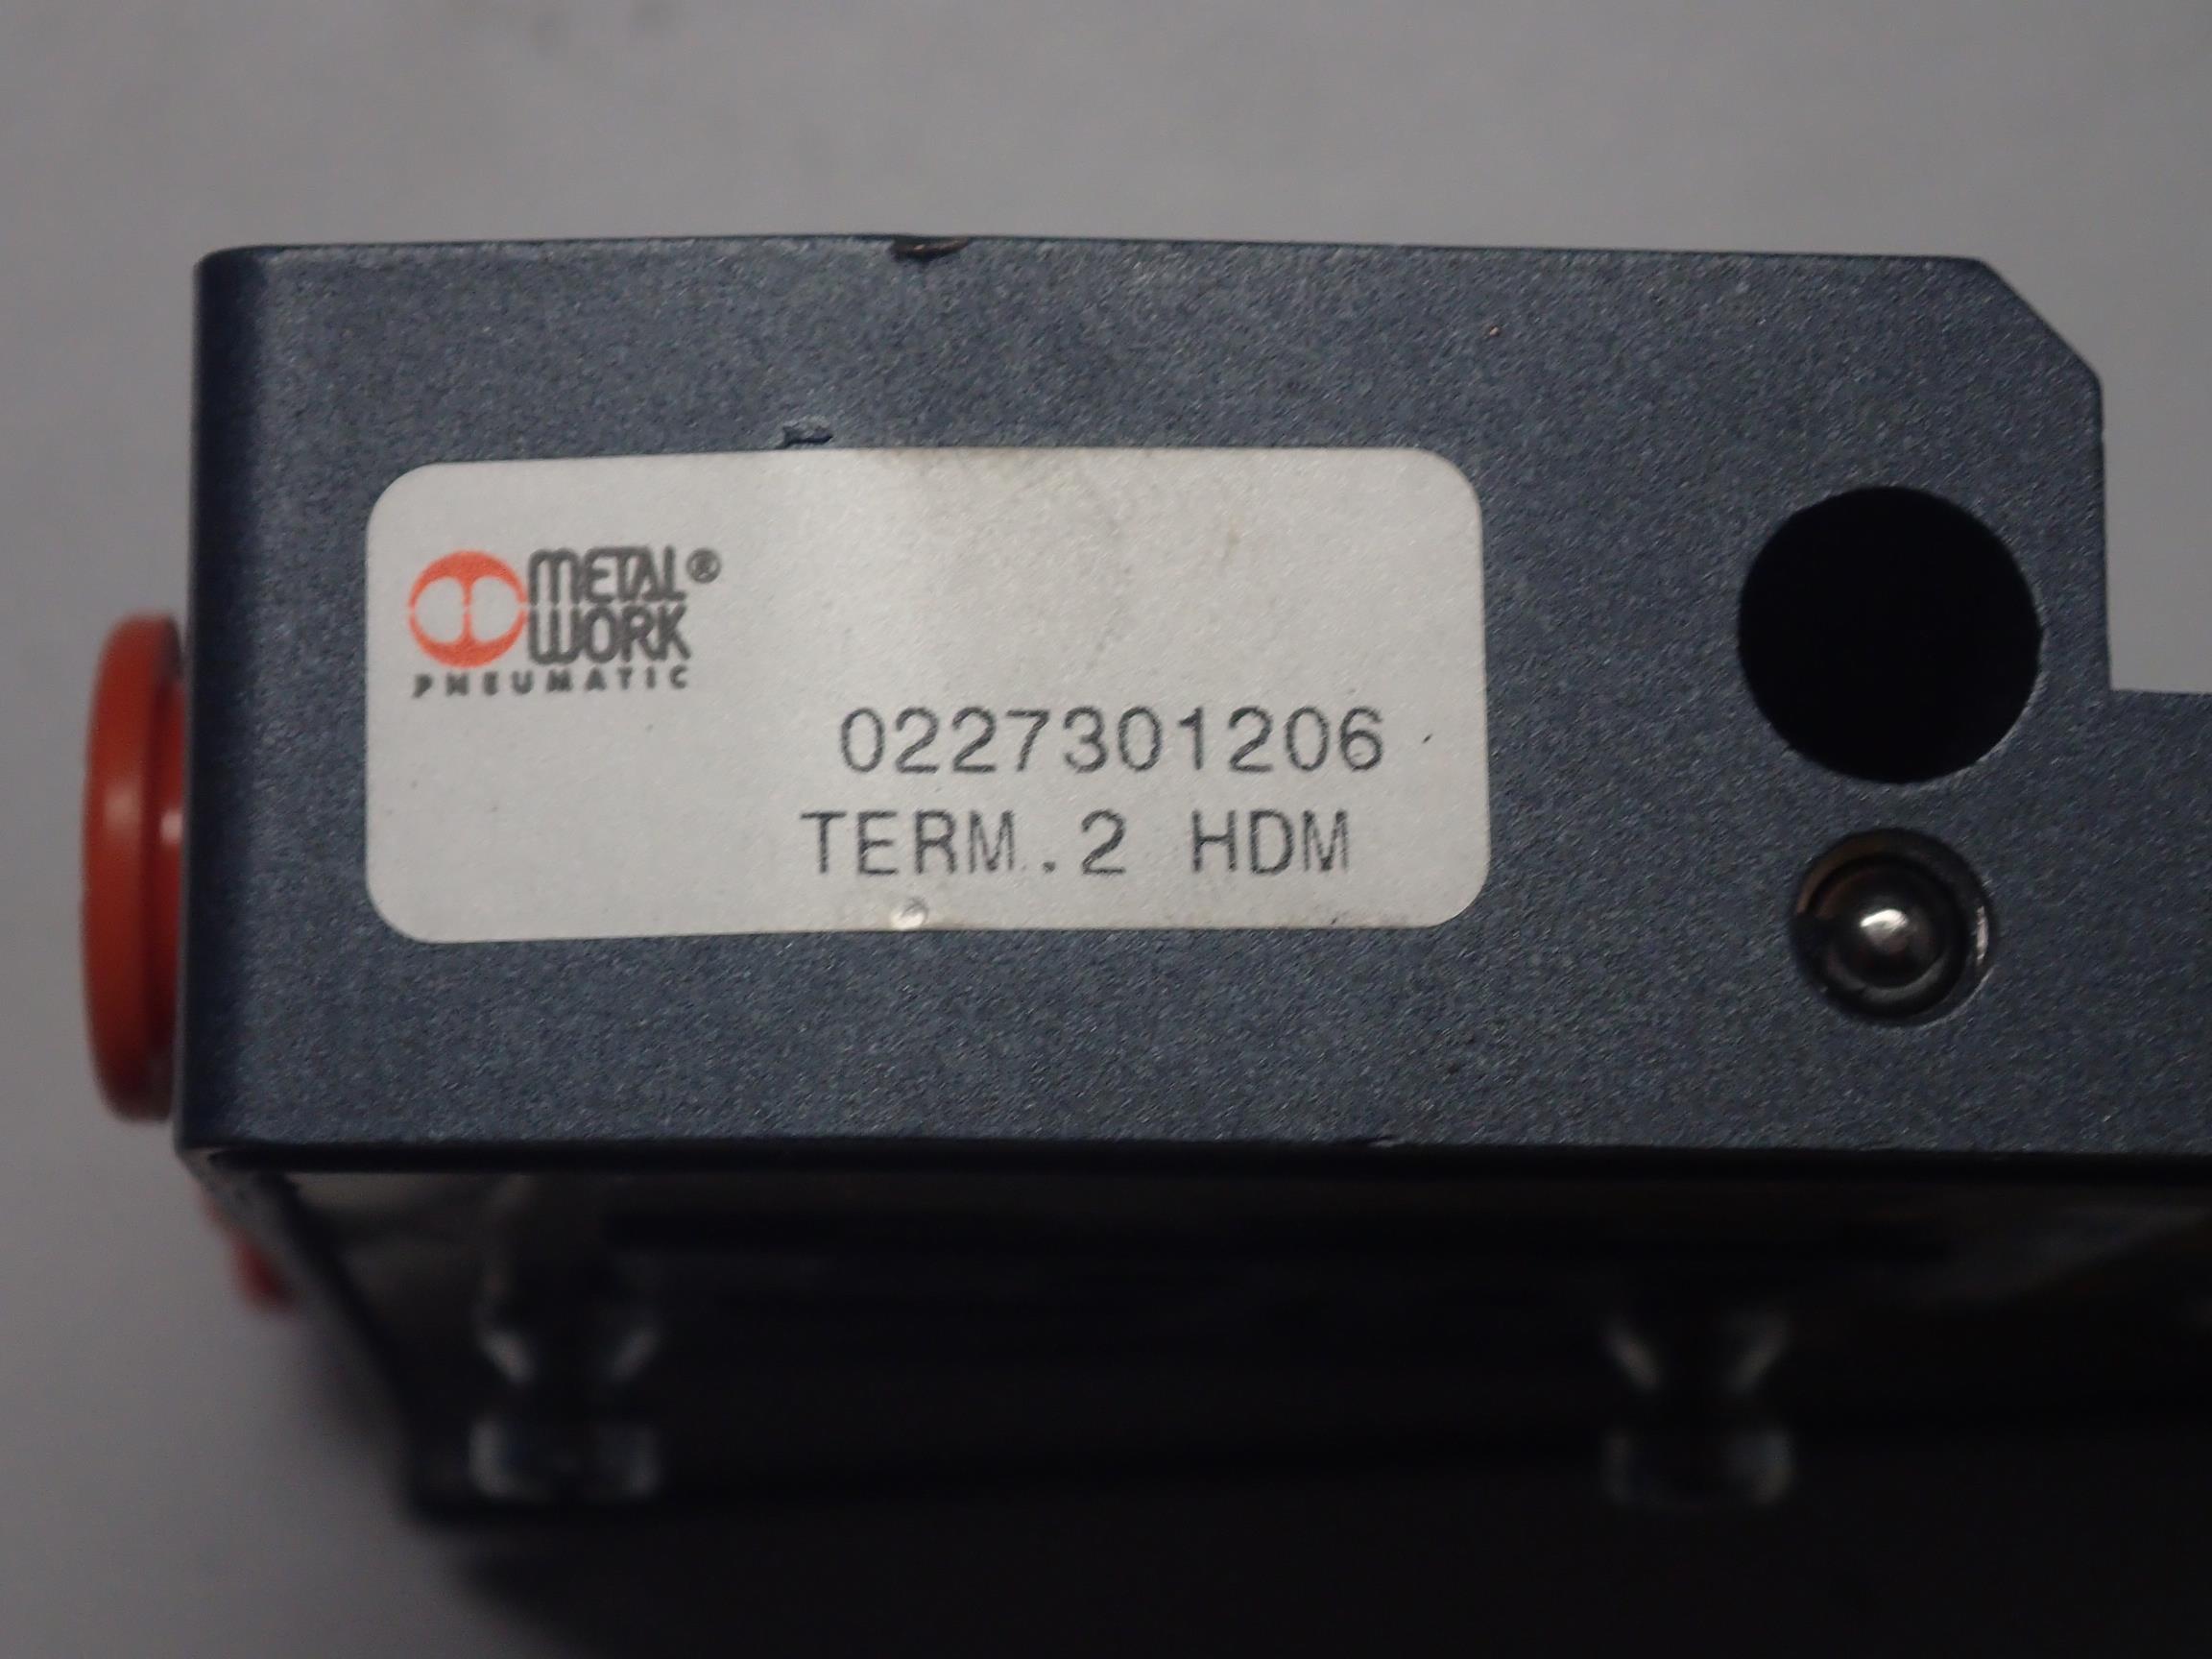 METAL®
WORK
PNEUMATIC
0227301206
TERM.2 HDM